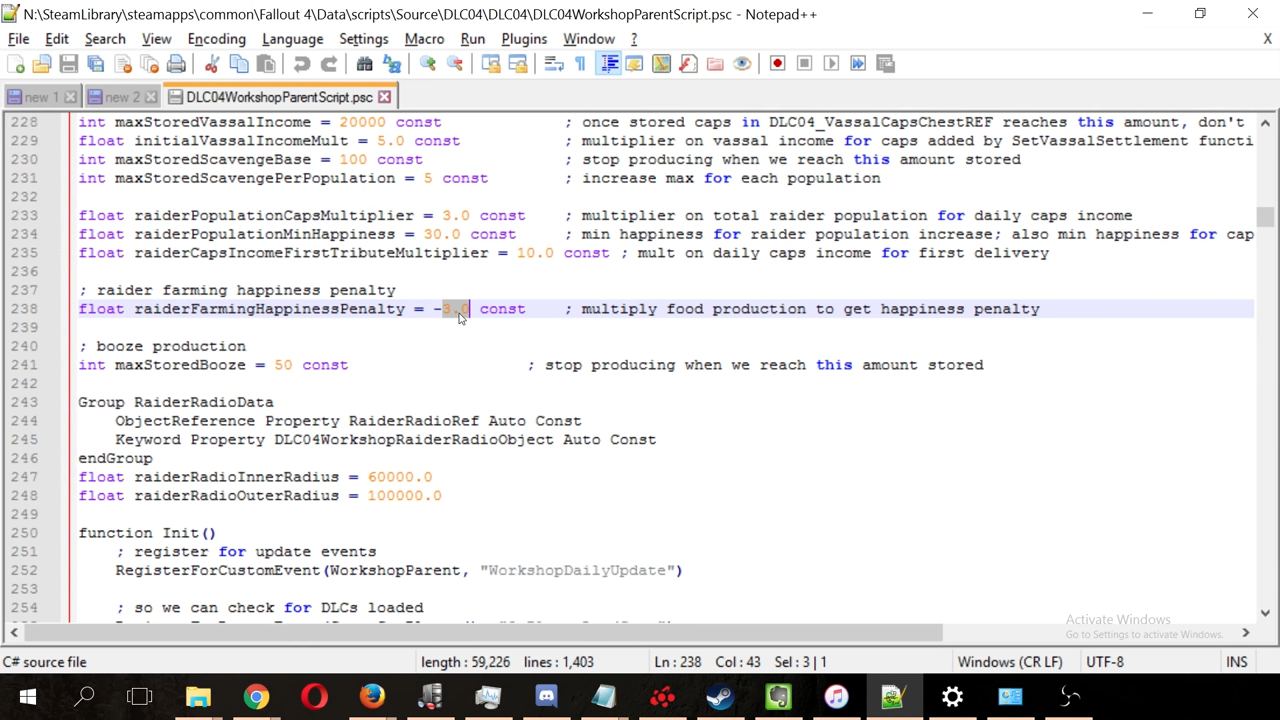 N:\SteamLibrary\steamapps\common\Fallout 4\Data\scripts\Source\DLC04\DLC04\DLC04WorkshopParentScript.psc - Notepad++
File Edit Search View Encoding Language Settings Macro Run Plugins Window ? X
new 1 new 2 DLC04WorkshopParentScript.psc
228 int maxStoredVassalIncome = 20000 const ; once stored caps in DLC04_VassalCapsChestREF reaches this amount, don't
229 float initialVassalIncomeMult = 5.0 const ; multiplier on vassal income for caps added by SetVassalSettlement functi
230 int maxStoredScavengeBase = 100 const ; stop producing when we reach this amount stored
231 int maxStoredScavengePerPopulation = 5 const ; increase max for each population
232
233 float raiderPopulationCapsMultiplier = 3.0 const ; multiplier on total raider population for daily caps income
234 float raiderPopulationMinHappiness = 30.0 const ; min happiness for raider population increase; also min happiness for cap
235 float raiderCapsIncomeFirstTributeMultiplier = 10.0 const ; mult on daily caps income for first delivery
236
237 ; raider farming happiness penalty
238 float raiderFarmingHappinessPenalty = -3.0 const ; multiply food production to get happiness penalty
239
240 ; booze production
241 int maxStoredBooze = 50 const ; stop producing when we reach this amount stored
242
243 Group RaiderRadioData
244 ObjectReference Property RaiderRadioRef Auto Const
245 Keyword Property DLC04WorkshopRaiderRadioObject Auto Const
246 endGroup
247 float raiderRadioInnerRadius = 60000.0
248 float raiderRadioOuterRadius = 100000.0
249
250 function Init()
251 ; register for update events
252 RegisterForCustomEvent(WorkshopParent, "WorkshopDailyUpdate")
253
254 ; so we can check for DLCs loaded
Activate Windows
Go to Settings to activate Windows.
C# source file length : 59,226 lines : 1,403 Ln : 238 Col : 43 Sel : 3 | 1 Windows (CR LF) UTF-8 INS